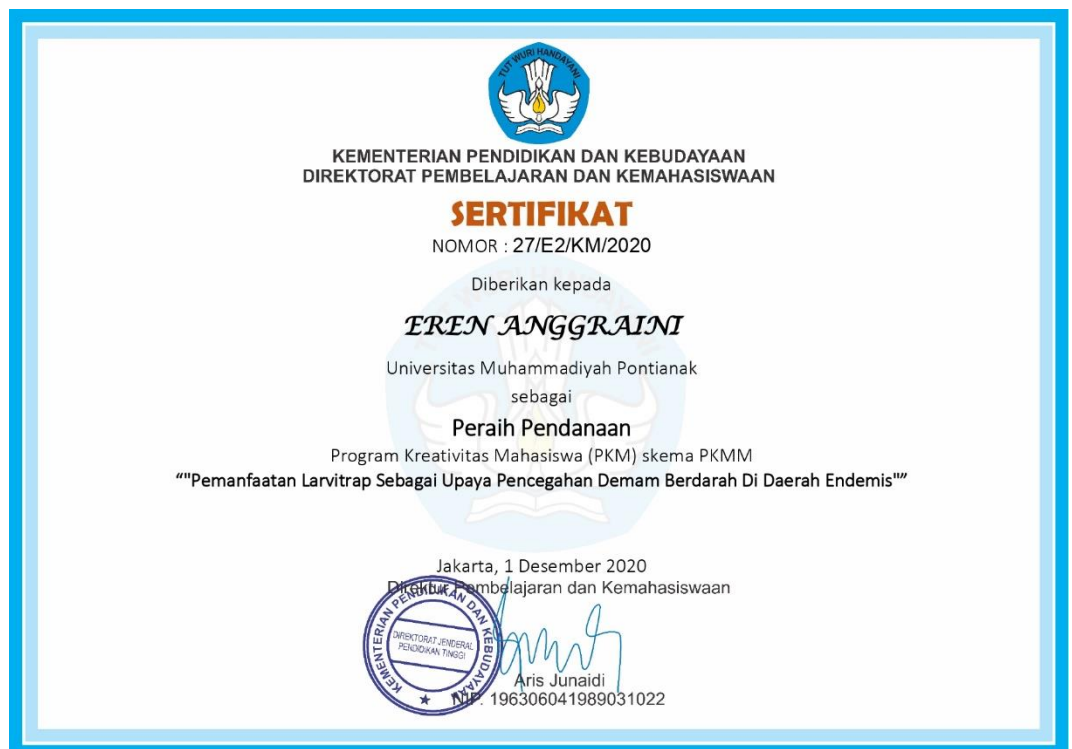 TUT WURI HANDAYANI
KEMENTERIAN PENDIDIKAN DAN KEBUDAYAAN
DIREKTORAT PEMBELAJARAN DAN KEMAHASISWAAN
SERTIFIKAT
NOMOR : 27/E2/KM/2020
Diberikan kepada
EREN ANGGRAINI
Universitas Muhammadiyah Pontianak
sebagai
Peraih Pendanaan
Program Kreativitas Mahasiswa (PKM) skema PKMM
“"Pemanfaatan Larvitrap Sebagai Upaya Pencegahan Demam Berdarah Di Daerah Endemis"”
Jakarta, 1 Desember 2020
Direktur Pembelajaran dan Kemahasiswaan
KEMENTERIAN PENDIDIKAN DAN KEBUDAYAAN
DIREKTORAT JENDERAL
PENDIDIKAN TINGGI
Aris Junaidi
NIP. 196306041989031022